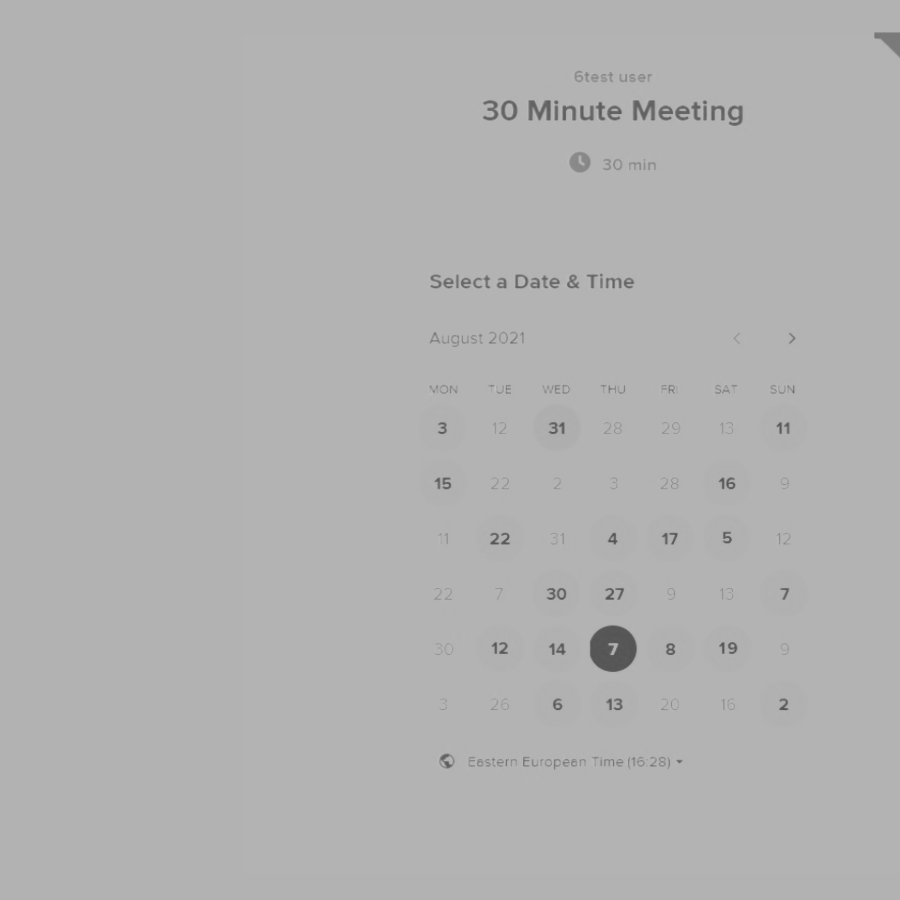 6test user
30 Minute Meeting
30 min
Select a Date & Time
August 2021
MON TUE WED THU FRI SAT SUN
3 12 31 28 29 13 11
15 22 2 3 28 16 9
11 22 31 4 17 5 12
22 7 30 27 9 13 7
30 12 14 7 8 19 9
3 26 6 13 20 16 2
Eastern European Time (16:28)